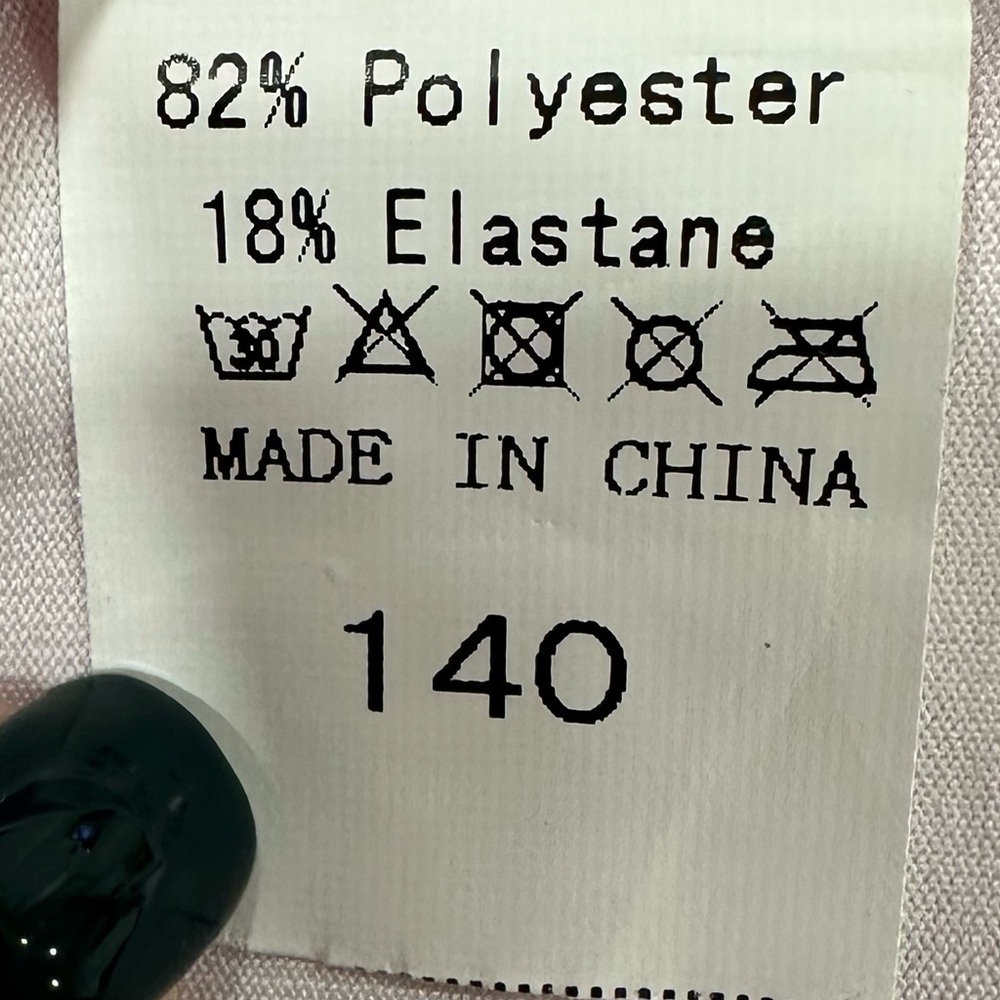 82% Polyester
18% Elastane
30
MADE IN CHINA
140